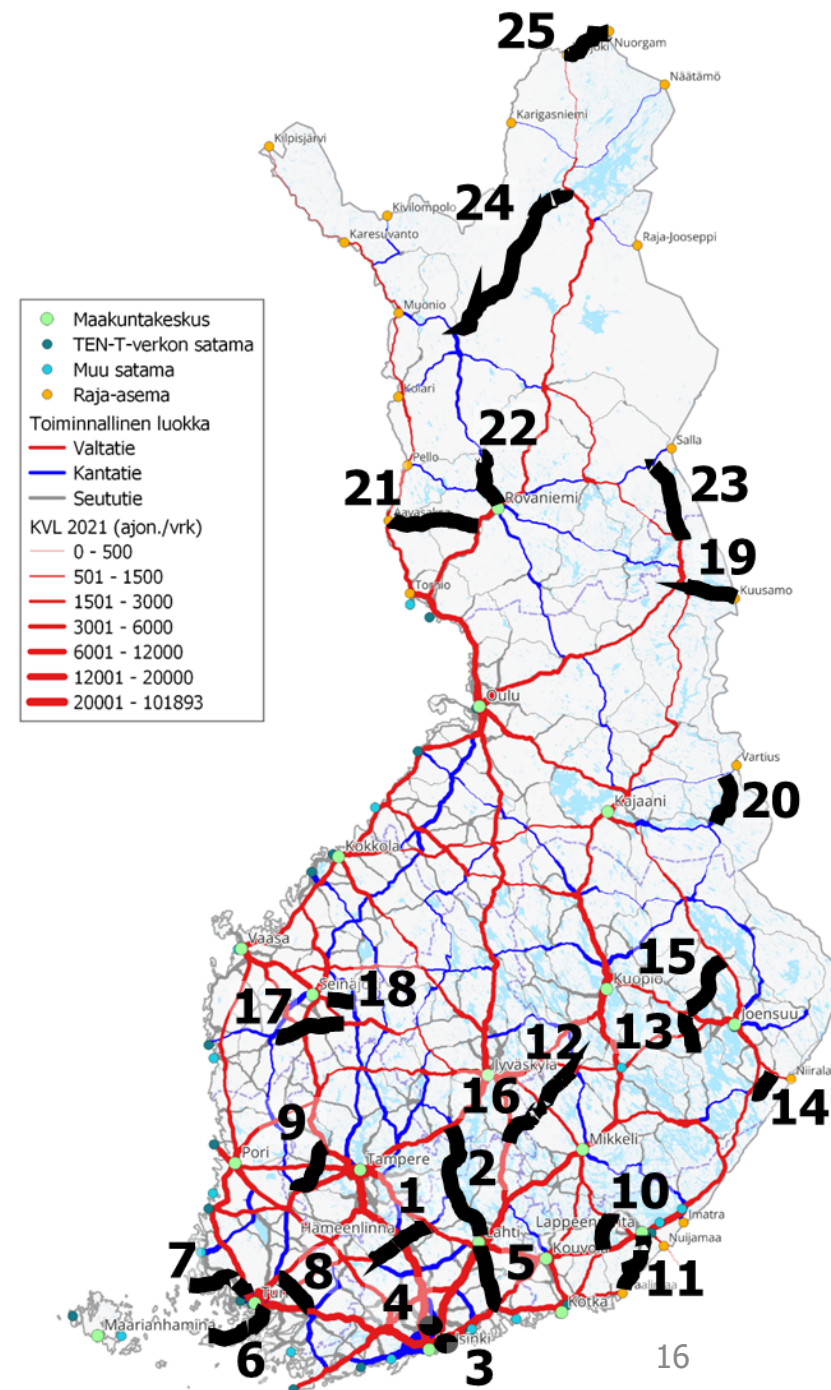 25
Nuorgam
Näätämö
Karigasniemi
Kilpisjärvi
24
Kivilompolo
Karesuvanto
Raja-Jooseppi
Muonio
Maakuntakeskus
TEN-T-verkon satama
Muu satama
Raja-asema
Toiminnallinen luokka
Valtatie
Kantatie
Seututie
KVL 2021 (ajon./vrk)
0 - 500
501 - 1500
1501 - 3000
3001 - 6000
6001 - 12000
12001 - 20000
20001 - 101893
Kolari
22
Salla
Pello
21
23
Rovaniemi
19
Tornio
Kuusamo
Oulu
Vartius
20
Kajaani
Kokkola
Vaasa
15
Seinäjoki
18
Kuopio
17
Joensuu
12
13
Jyväskylä
Niirala
16
14
9
Mikkeli
Pori
Tampere
2
1
10
Hämeenlinna
Lahti
Imatra
Nuijamaa
5
Kouvola
7
8
11
4
Kotka
Maarianhamina
6
3
16